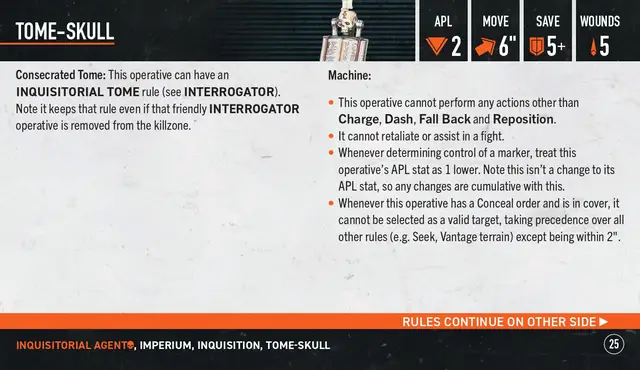 TOME-SKULL
APL
2
MOVE
6"
SAVE
5+
WOUNDS
5
Consecrated Tome: This operative can have an
INQUISITORIAL TOME rule (see INTERROGATOR).
Note it keeps that rule even if that friendly INTERROGATOR
operative is removed from the killzone.
Machine:
• This operative cannot perform any actions other than
Charge, Dash, Fall Back and Reposition.
• It cannot retaliate or assist in a fight.
• Whenever determining control of a marker, treat this
operative's APL stat as 1 lower. Note this isn't a change to its
APL stat, so any changes are cumulative with this.
• Whenever this operative has a Conceal order and is in cover, it
cannot be selected as a valid target, taking precedence over all
other rules (e.g. Seek, Vantage terrain) except being within 2".
RULES CONTINUE ON OTHER SIDE ▶
INQUISITORIAL AGENT, IMPERIUM, INQUISITION, TOME-SKULL
25